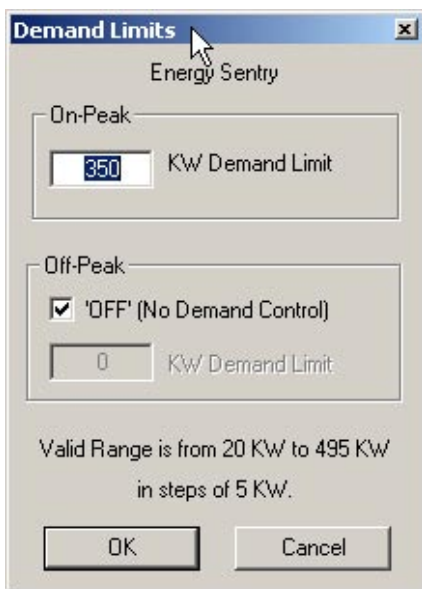 Demand Limits
Energy Sentry
On-Peak
350 KW Demand Limit
Off-Peak
'OFF' (No Demand Control)
0 KW Demand Limit
Valid Range is from 20 KW to 495 KW
in steps of 5 KW.
OK Cancel